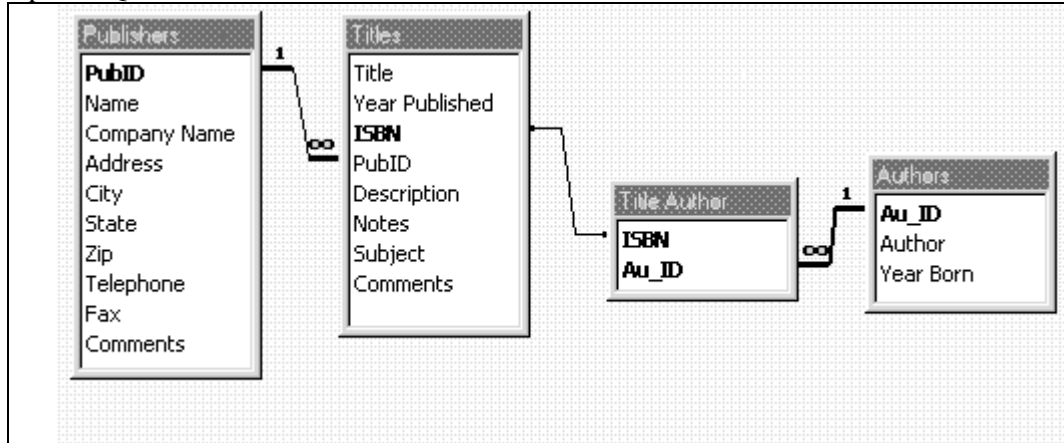 Publishers
PubID
Name
Company Name
Address
City
State
Zip
Telephone
Fax
Comments
1
∞
Titles
Title
Year Published
ISBN
PubID
Description
Notes
Subject
Comments
Title Author
ISBN
Au_ID
1
∞
Authors
Au_ID
Author
Year Born